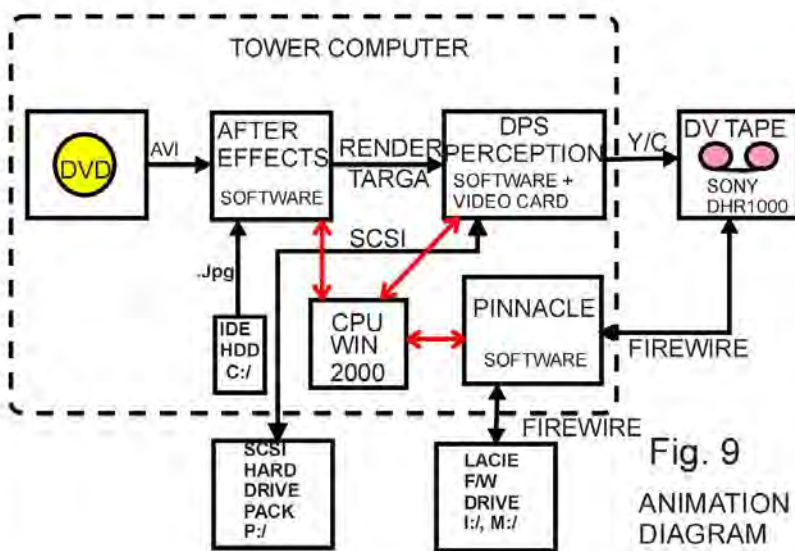 TOWER COMPUTER
DVD
AVI
AFTER
EFFECTS
SOFTWARE
RENDER
TARGA
DPS
PERCEPTION
SOFTWARE +
VIDEO CARD
Y/C
DV TAPE
SONY
DHR1000
SCSI
.Jpg
IDE
HDD
C:/
CPU
WIN
2000
PINNACLE
SOFTWARE
FIREWIRE
SCSI
HARD
DRIVE
PACK
P:/
FIREWIRE
LACIE
F/W
DRIVE
I:/, M:/
Fig. 9
ANIMATION
DIAGRAM